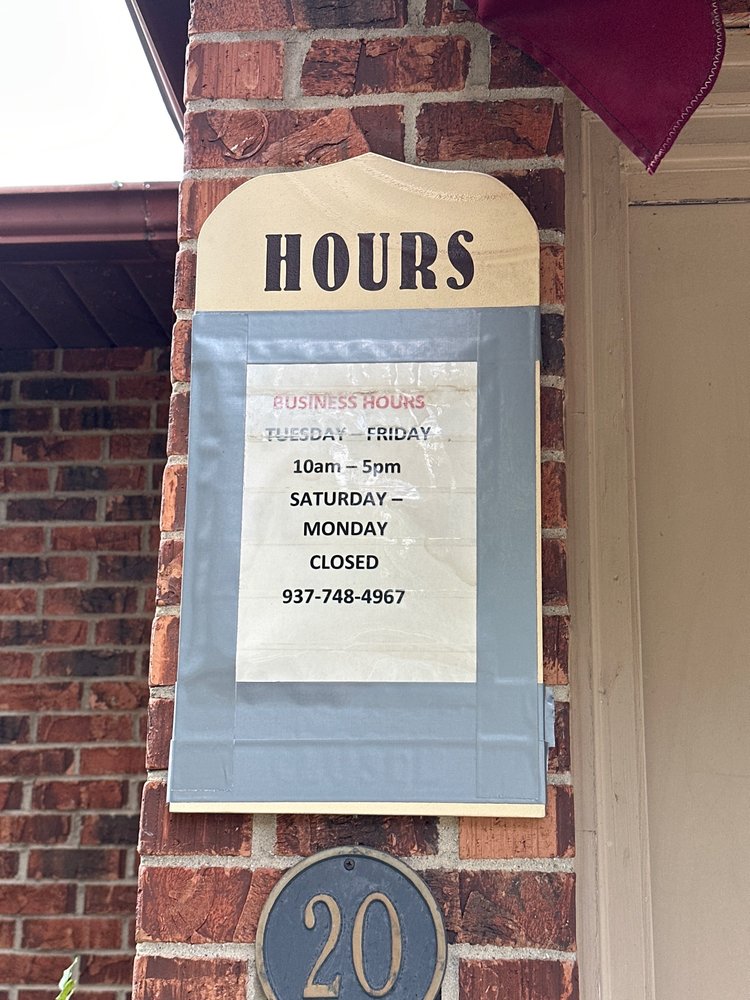 HOURS
BUSINESS HOURS
TUESDAY – FRIDAY
10am – 5pm
SATURDAY –
MONDAY
CLOSED
937-748-4967
20